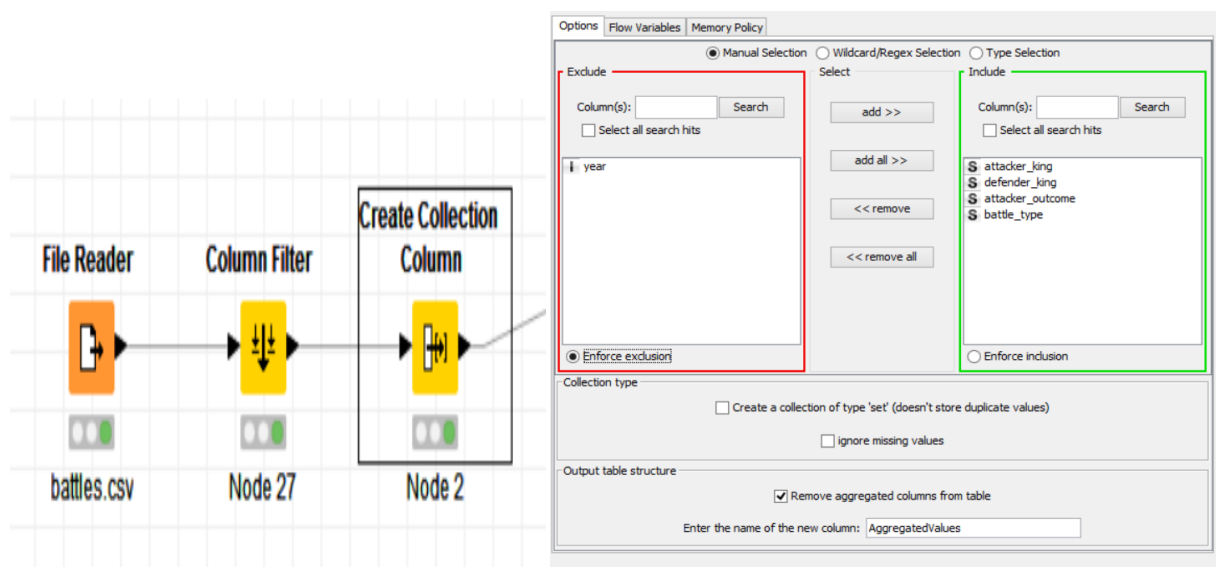 Create Collection
Column
File Reader
Column Filter
battles.csv
Node 27
Node 2
Options Flow Variables Memory Policy
Manual Selection Wildcard/Regex Selection Type Selection
Exclude
Select
Include
Column(s): Search
Select all search hits
year
add >>
add all >>
<< remove
<< remove all
Column(s): Search
Select all search hits
S attacker_king
S defender_king
S attacker_outcome
S battle_type
Enforce exclusion
Enforce inclusion
Collection type
Create a collection of type 'set' (doesn't store duplicate values)
ignore missing values
Output table structure
Remove aggregated columns from table
Enter the name of the new column: AggregatedValues